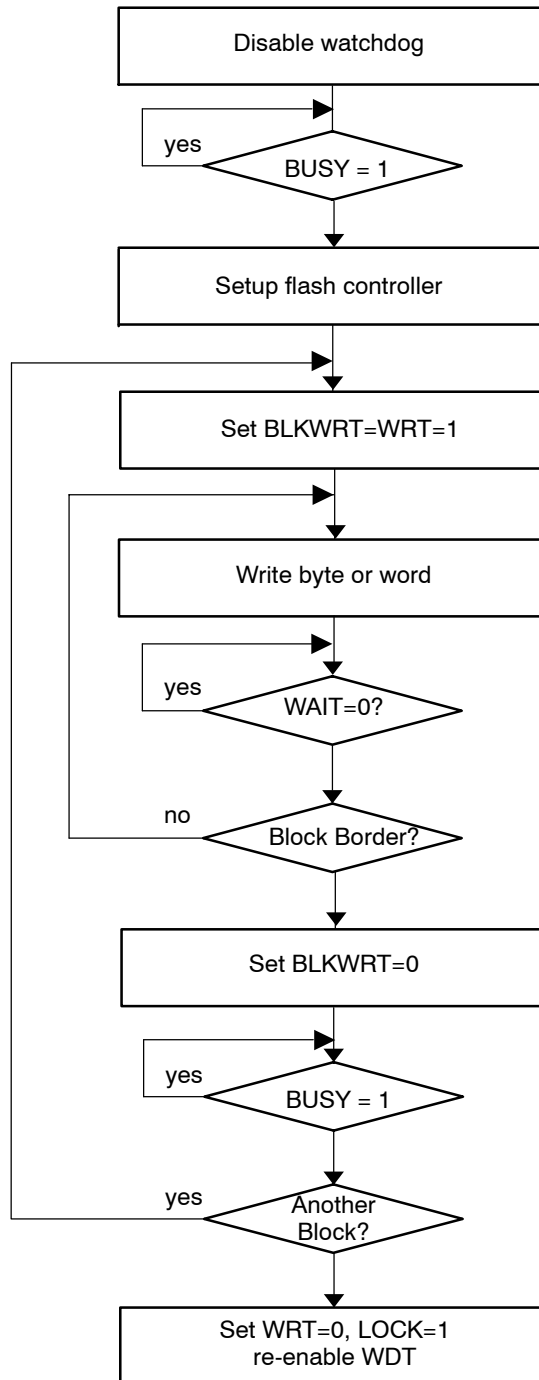 Disable watchdog
yes
BUSY = 1
Setup flash controller
Set BLKWRT=WRT=1
Write byte or word
yes
WAIT=0?
no
Block Border?
Set BLKWRT=0
yes
BUSY = 1
yes
Another
Block?
Set WRT=0, LOCK=1
re-enable WDT